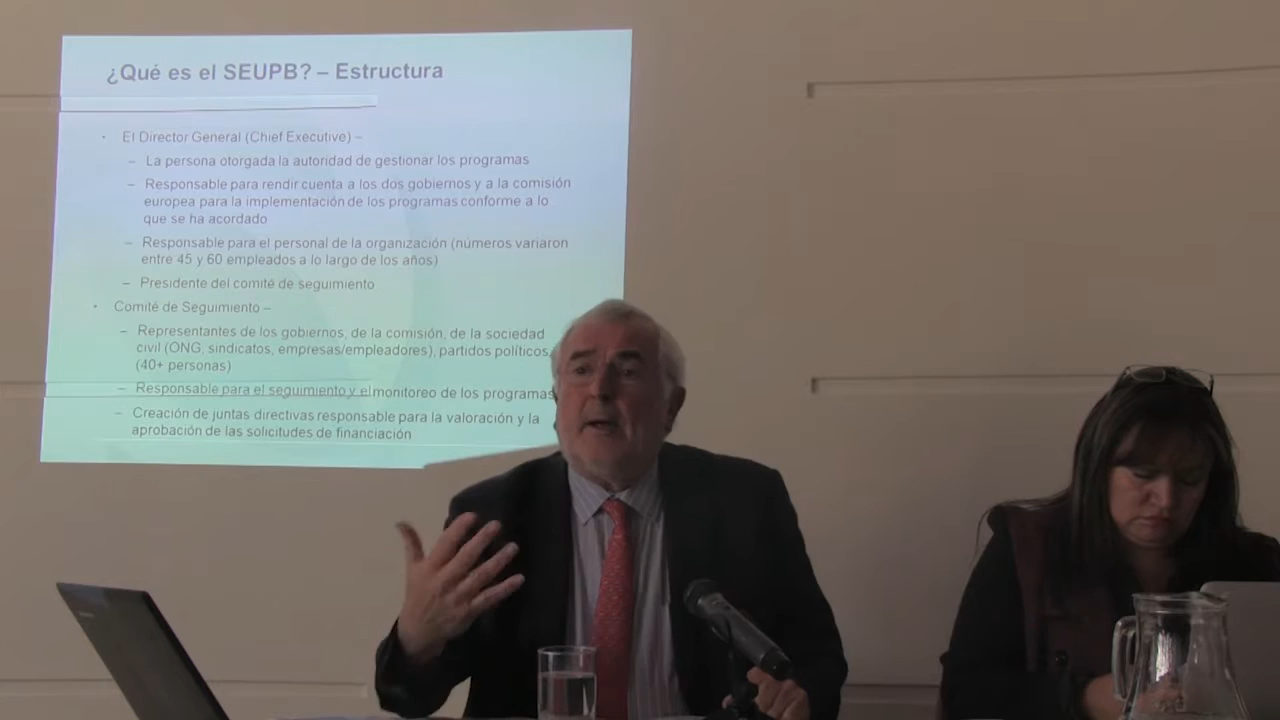 ¿Qué es el SEUPB? – Estructura
• El Director General (Chief Executive) –
– La persona otorgada la autoridad de gestionar los programas
– Responsable para rendir cuenta a los dos gobiernos y a la comisión
europea para la implementación de los programas conforme a lo
que se ha acordado
– Responsable para el personal de la organización (números variaron
entre 45 y 60 empleados a lo largo de los años)
– Presidente del comité de seguimiento
• Comité de Seguimiento –
– Representantes de los gobiernos, de la comisión, de la sociedad
civil (ONG, sindicatos, empresas/empleadores), partidos políticos,
(40+ personas)
– Responsable para el seguimiento y el monitoreo de los programas
– Creación de juntas directivas responsable para la valoración y la
aprobación de las solicitudes de financiación